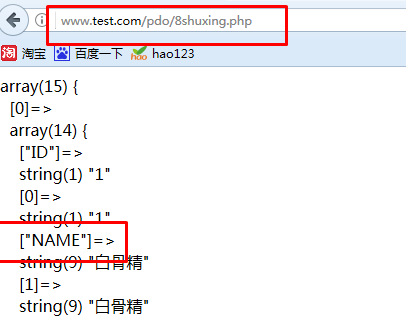 www.test.com/pdo/8shuxing.php
淘 淘宝 百度一下 hao hao123
array(15) {
[0]=>
array(14) {
["ID"]=>
string(1) "1"
[0]=>
string(1) "1"
["NAME"]=>
string(9) "白骨精"
[1]=>
string(9) "白骨精"